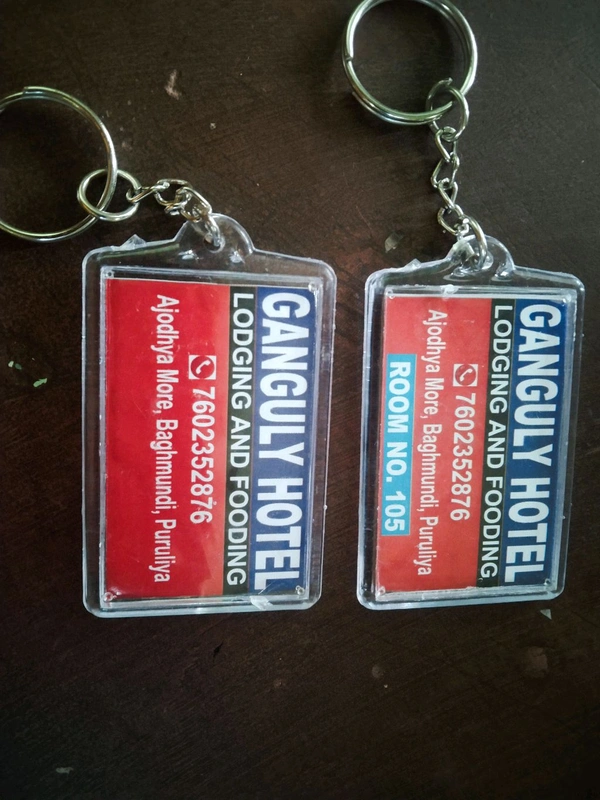 GANGULY HOTEL
LODGING AND FOODING
7602352876
Ajodhya More, Baghmundi, Puruliya
GANGULY HOTEL
LODGING AND FOODING
7602352876
Ajodhya More, Baghmundi, Puruliya
ROOM NO. 105